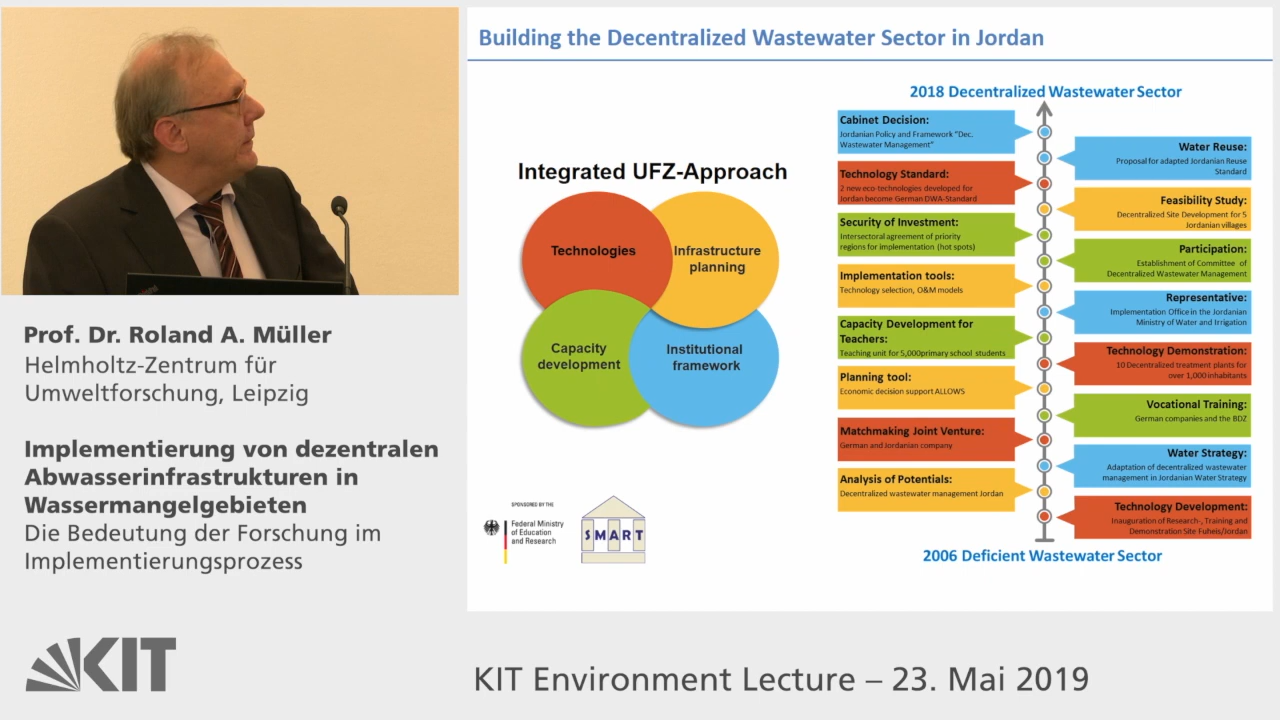 Building the Decentralized Wastewater Sector in Jordan
2018 Decentralized Wastewater Sector
Cabinet Decision:
Jordanian Policy and Framework "Dec.
Wastewater Management"
Water Reuse:
Proposal for adapted Jordanian Reuse
Standard
Technology Standard:
2 new eco-technologies developed for
Jordan become German DWA-Standard
Feasibility Study:
Decentralized Site Development for 5
Jordanian villages
Security of Investment:
Intersectoral agreement of priority
regions for implementation (hot spots)
Participation:
Establishment of Committee of
Decentralized Wastewater Management
Implementation tools:
Technology selection, O&M models
Representative:
Implementation Office in the Jordanian
Ministry of Water and Irrigation
Capacity Development for
Teachers:
Teaching unit for 5,000primary school students
Technology Demonstration:
10 Decentralized treatment plants for
over 1,000 inhabitants
Planning tool:
Economic decision support ALLOWS
Vocational Training:
German companies and the BDZ
Matchmaking Joint Venture:
German and Jordanian company
Water Strategy:
Adaptation of decentralized wastewater
management in Jordanian Water Strategy
Analysis of Potentials:
Decentralized wastewater management Jordan
Technology Development:
Inauguration of Research-, Training and
Demonstration Site Fuheis/Jordan
2006 Deficient Wastewater Sector
Integrated UFZ-Approach
Technologies
Infrastructure
planning
Capacity
development
Institutional
framework
SPONSORED BY THE
Federal Ministry
of Education
and Research
SMART
Prof. Dr. Roland A. Müller
Helmholtz-Zentrum für
Umweltforschung, Leipzig
Implementierung von dezentralen
Abwasserinfrastrukturen in
Wassermangelgebieten
Die Bedeutung der Forschung im
Implementierungsprozess
KIT
KIT Environment Lecture – 23. Mai 2019